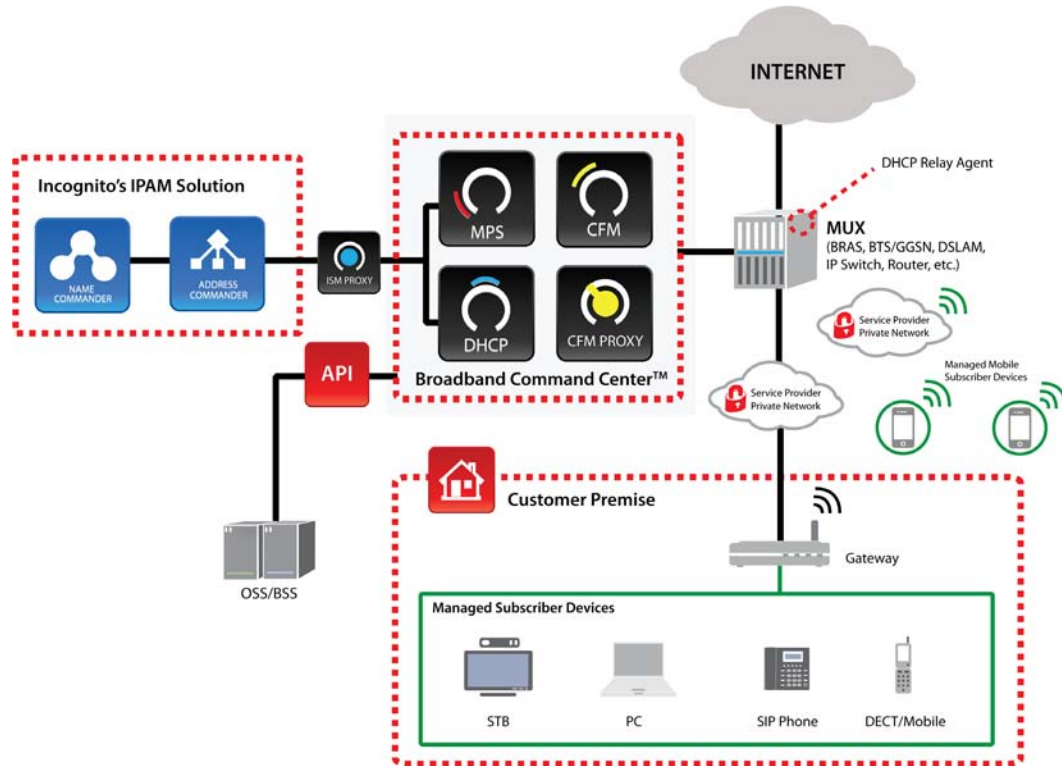 INTERNET
DHCP Relay Agent
Incognito's IPAM Solution
NAME
COMMANDER
ADDRESS
COMMANDER
ISM PROXY
MPS
CFM
DHCP
CFM PROXY
Broadband Command Center™
MUX
(BRAS, BTS/GGSN, DSLAM,
IP Switch, Router, etc.)
Service Provider
Private Network
API
Service Provider
Private Network
Managed Mobile
Subscriber Devices
Customer Premise
Gateway
OSS/BSS
Managed Subscriber Devices
STB
PC
SIP Phone
DECT/Mobile